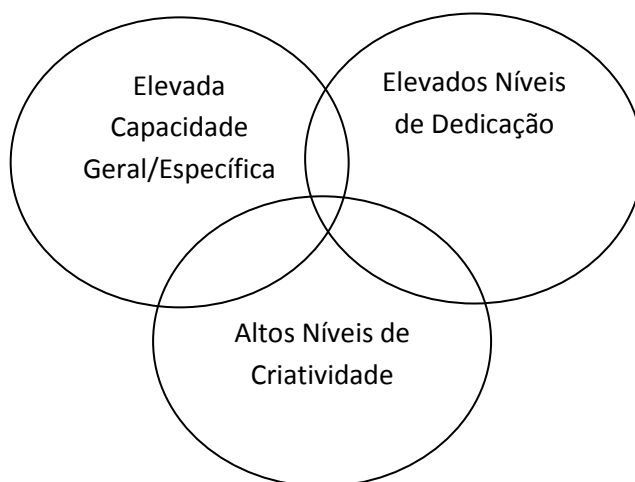 Elevada
Capacidade
Geral/Específica
Elevados Níveis
de Dedicação
Altos Níveis de
Criatividade